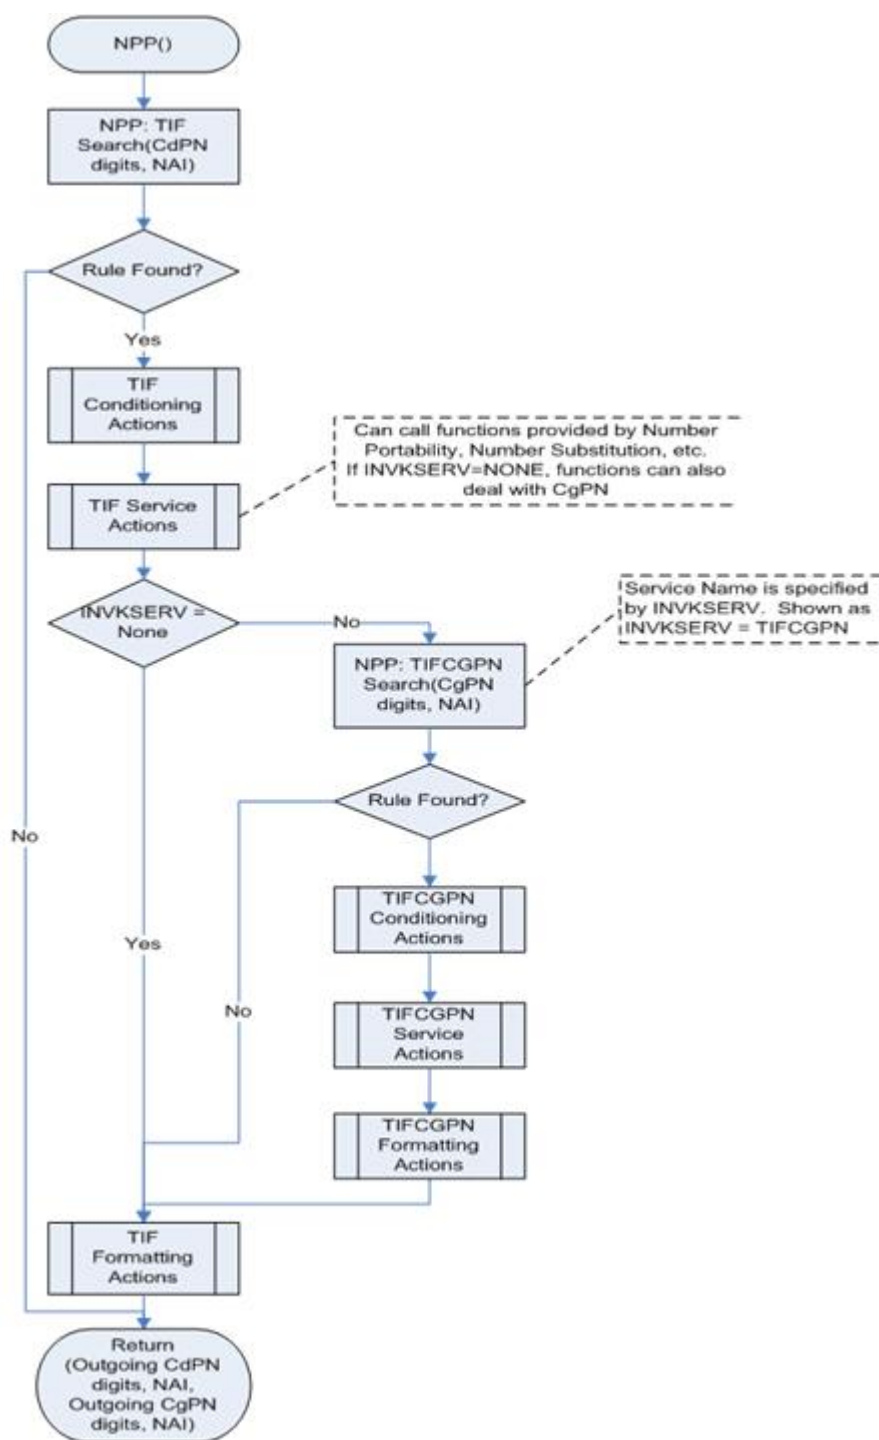 NPP()
NPP: TIF
Search(CdPN
digits, NAI)
Rule Found?
Yes
TIF
Conditioning
Actions
Can call functions provided by Number
Portability, Number Substitution, etc.
If INVKSERV=NONE, functions can also
deal with CgPN
TIF Service
Actions
INVKSERV =
None
No
Service Name is specified
by INVKSERV. Shown as
INVKSERV = TIFCGPN
NPP: TIFCGPN
Search(CgPN
digits, NAI)
Rule Found?
No
TIFCGPN
Conditioning
Actions
Yes
No
TIFCGPN
Service
Actions
TIFCGPN
Formatting
Actions
TIF
Formatting
Actions
Return
(Outgoing CdPN
digits, NAI,
Outgoing CgPN
digits, NAI)